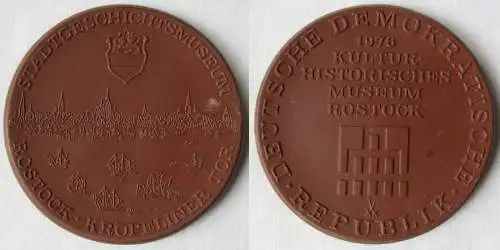 STADTGESCHICHTSMUSEUM
ROSTOCK · KRÖPELINER TOR
DEUTSCHE DEMOKRATISCHE
· REPUBLIK ·
1976
KULTUR
HISTORISCHES
MUSEUM
ROSTOCK